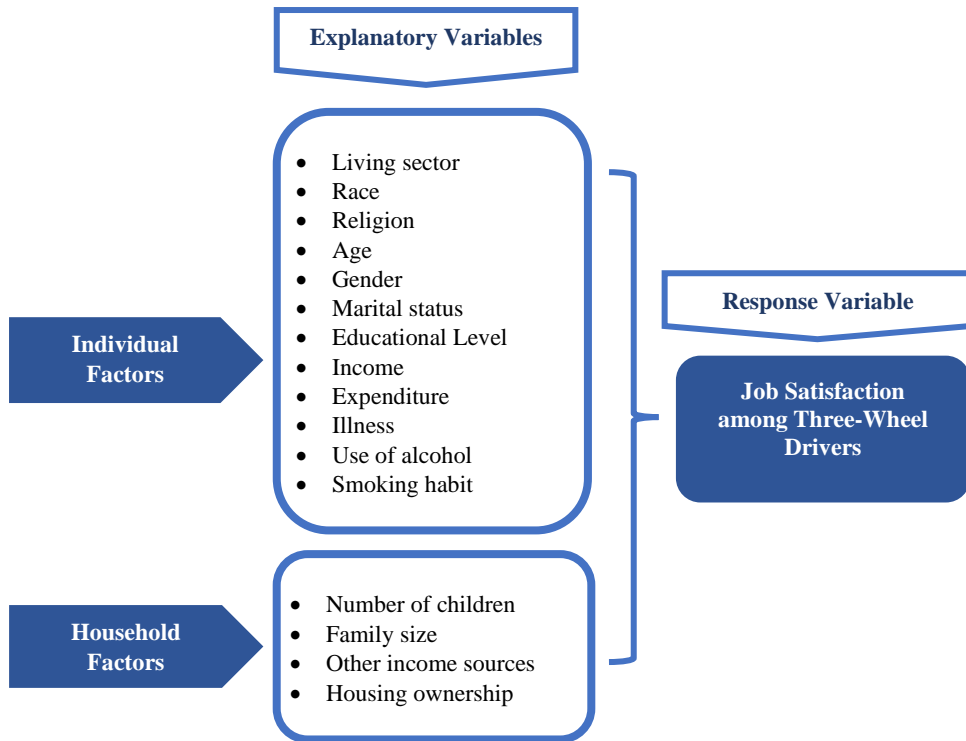 Explanatory Variables
Individual
Factors
• Living sector
• Race
• Religion
• Age
• Gender
• Marital status
• Educational Level
• Income
• Expenditure
• Illness
• Use of alcohol
• Smoking habit
Household
Factors
• Number of children
• Family size
• Other income sources
• Housing ownership
Response Variable
Job Satisfaction
among Three-Wheel
Drivers